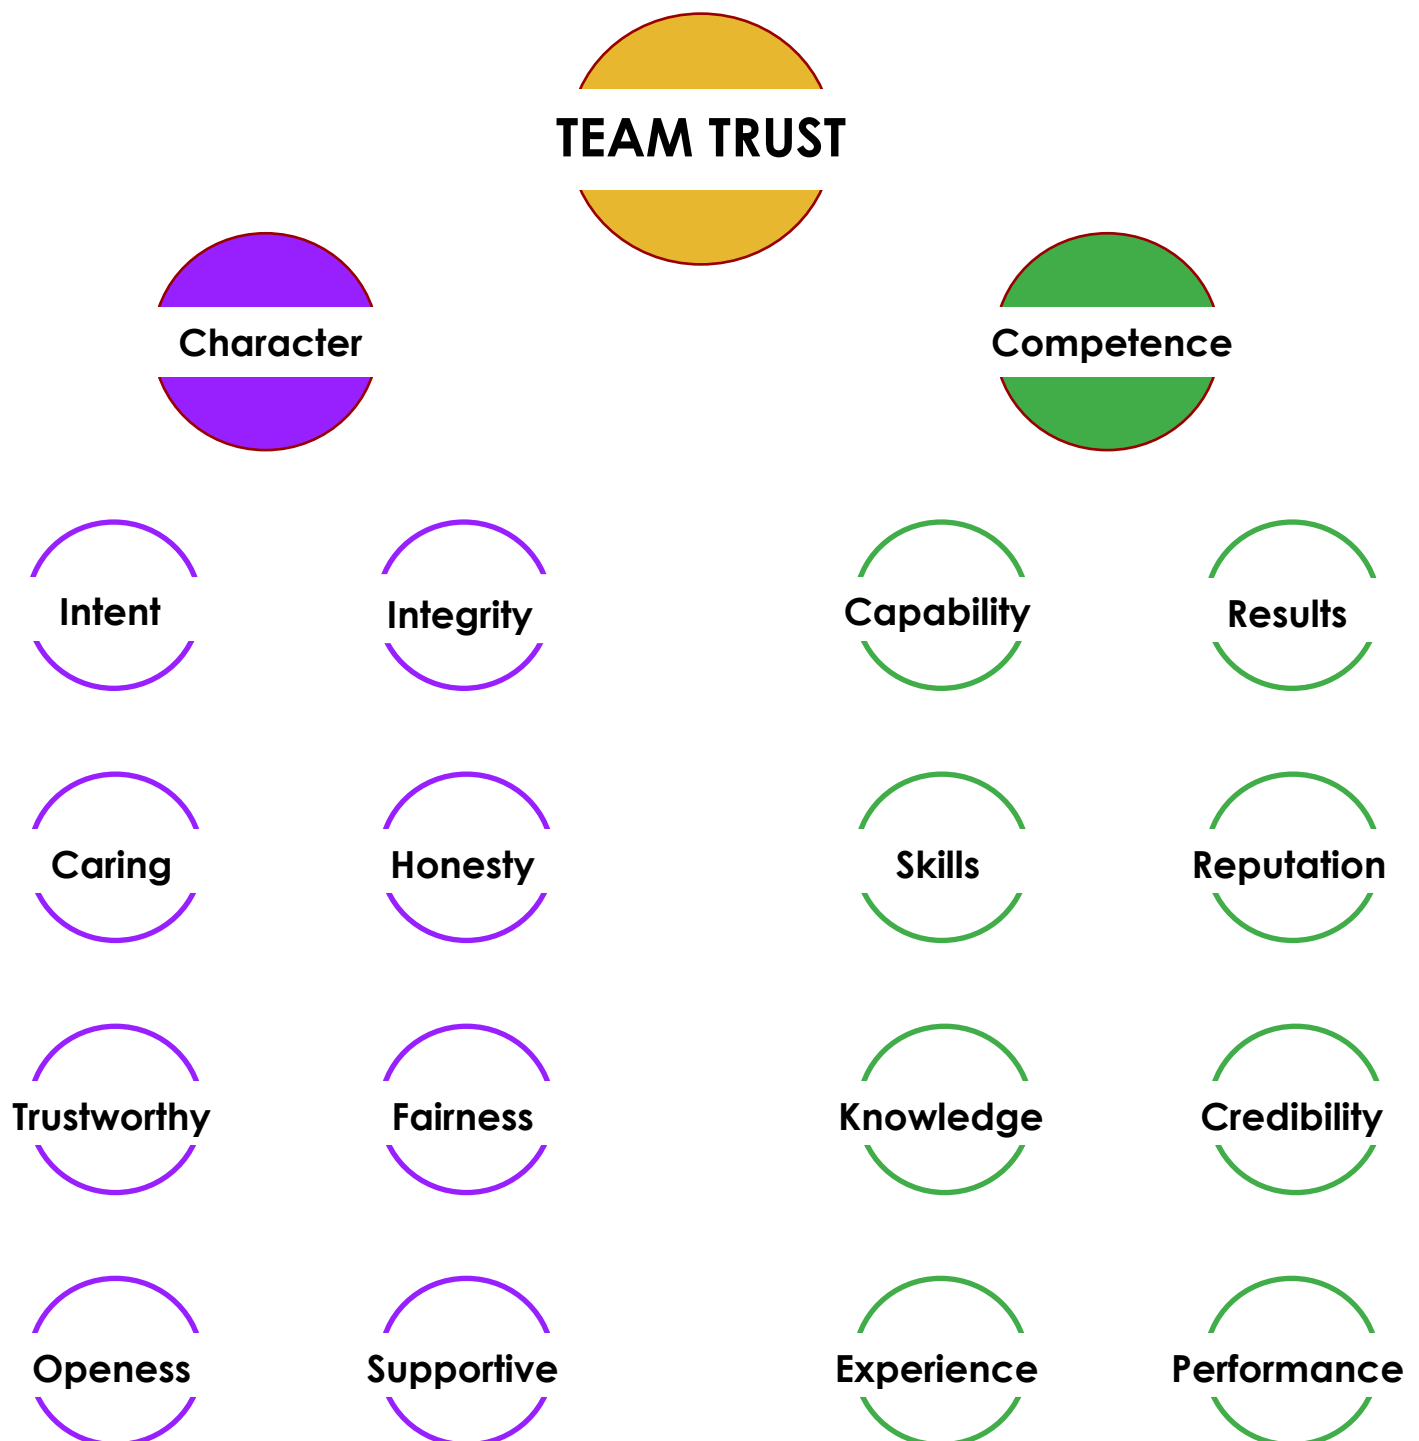 TEAM TRUST
Character
Competence
Intent
Integrity
Capability
Results
Caring
Honesty
Skills
Reputation
Trustworthy
Fairness
Knowledge
Credibility
Openess
Supportive
Experience
Performance